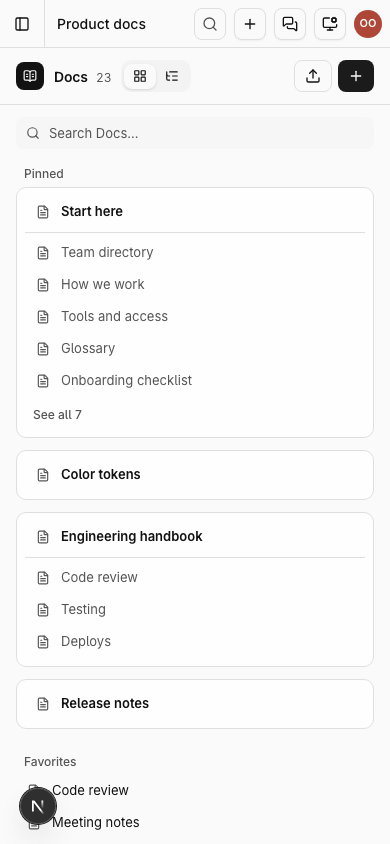 Product docs
OO
Docs 23
Search Docs...
Pinned
Start here
Team directory
How we work
Tools and access
Glossary
Onboarding checklist
See all 7
Color tokens
Engineering handbook
Code review
Testing
Deploys
Release notes
Favorites
Code review
N
Meeting notes